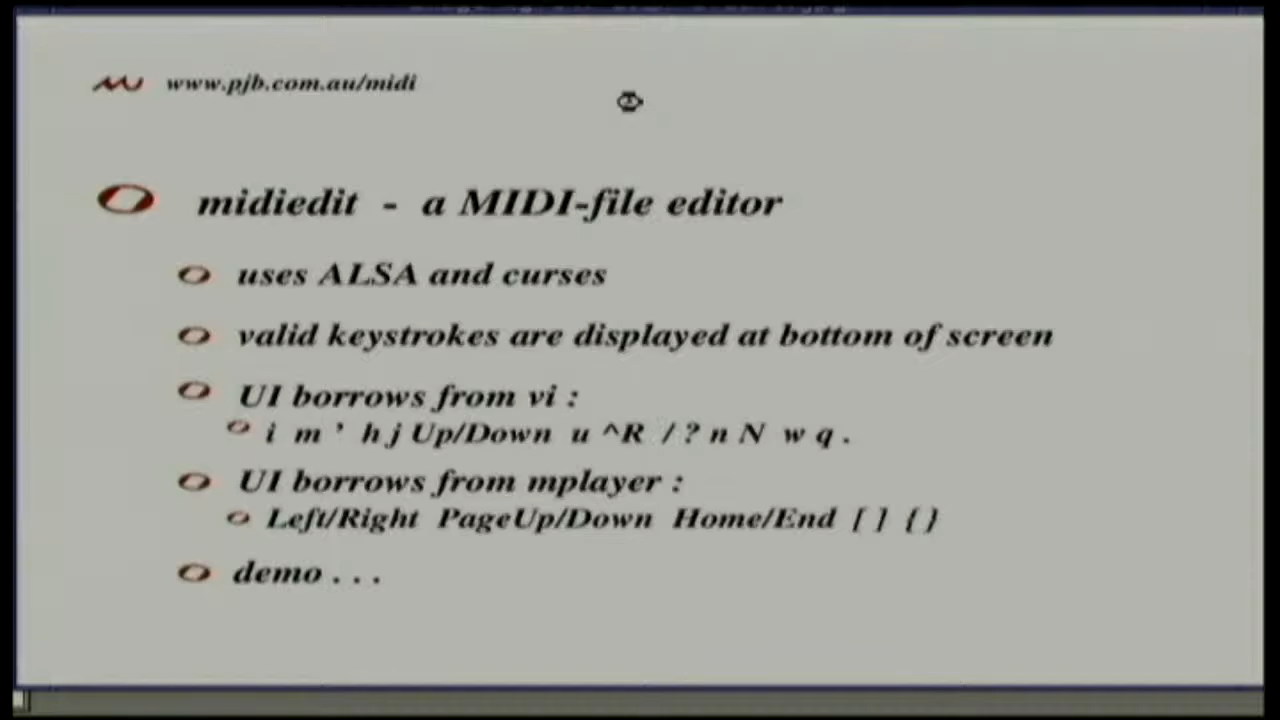 www.pjb.com.au/midi
midiedit - a MIDI-file editor
uses ALSA and curses
valid keystrokes are displayed at bottom of screen
UI borrows from vi :
i m ' h j Up/Down u ^R / ? n N w q .
UI borrows from mplayer :
Left/Right PageUp/Down Home/End [ ] { }
demo . . .